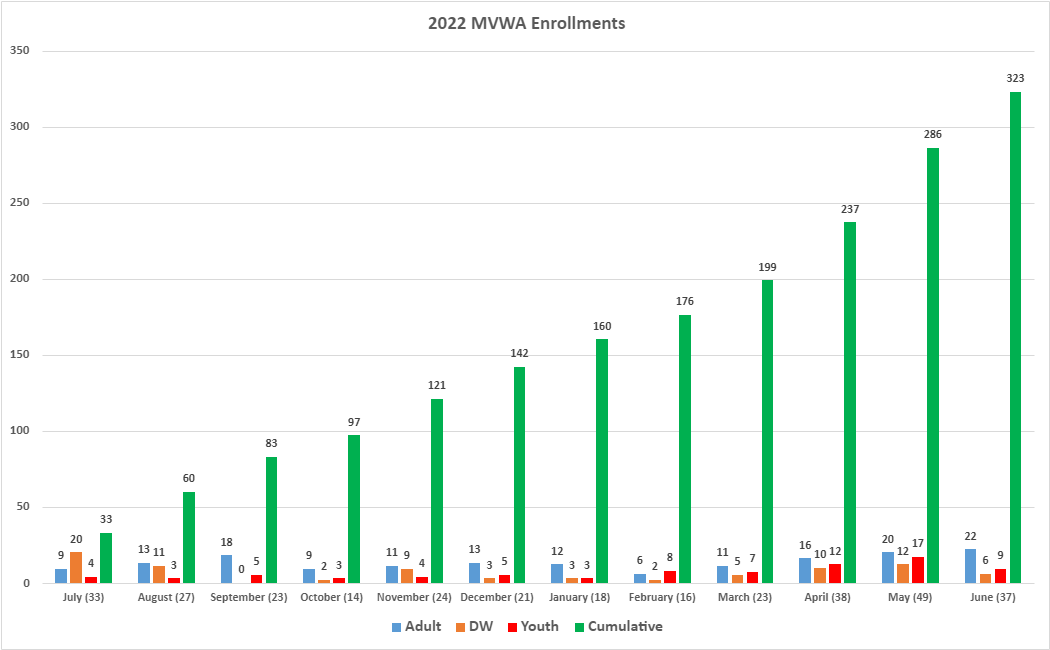 2022 MVWA Enrollments
350
300
250
200
150
100
50
0
9 20 4 33
13 11 3 60
18 0 5 83
9 2 3 97
11 9 4 121
13 3 5 142
12 3 3 160
6 2 8 176
11 5 7 199
16 10 12 237
20 12 17 286
22 6 9 323
July (33) August (27) September (23) October (14) November (24) December (21) January (18) February (16) March (23) April (38) May (49) June (37)
Adult DW Youth Cumulative